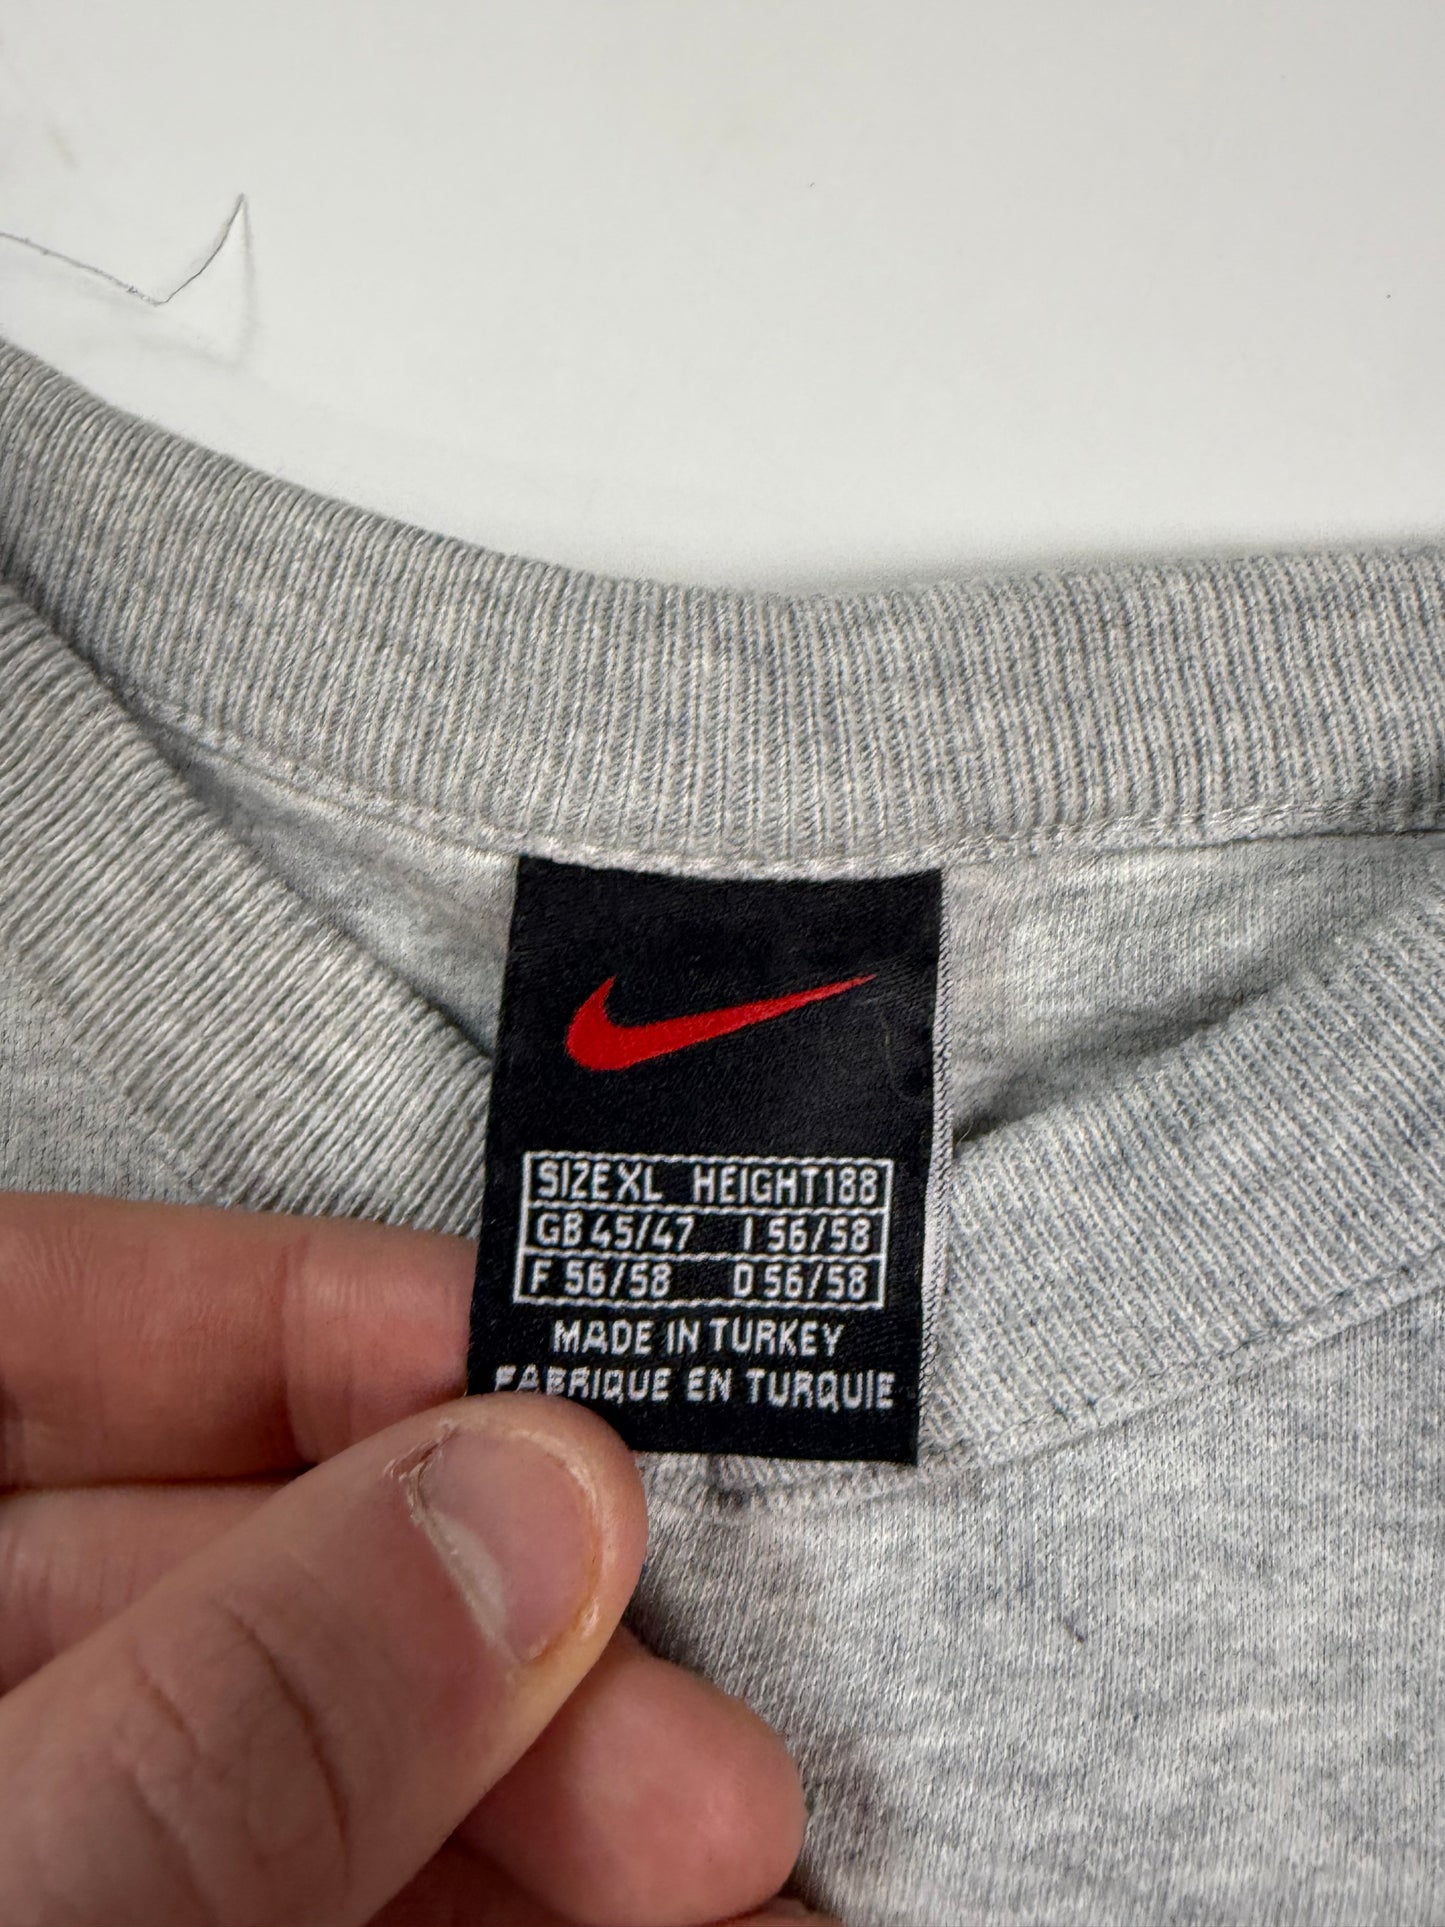 SIZE XL HEIGHT 188
GB 45/47 I 56/58
F 56/58 D 56/58
MADE IN TURKEY
FABRIQUE EN TURQUIE